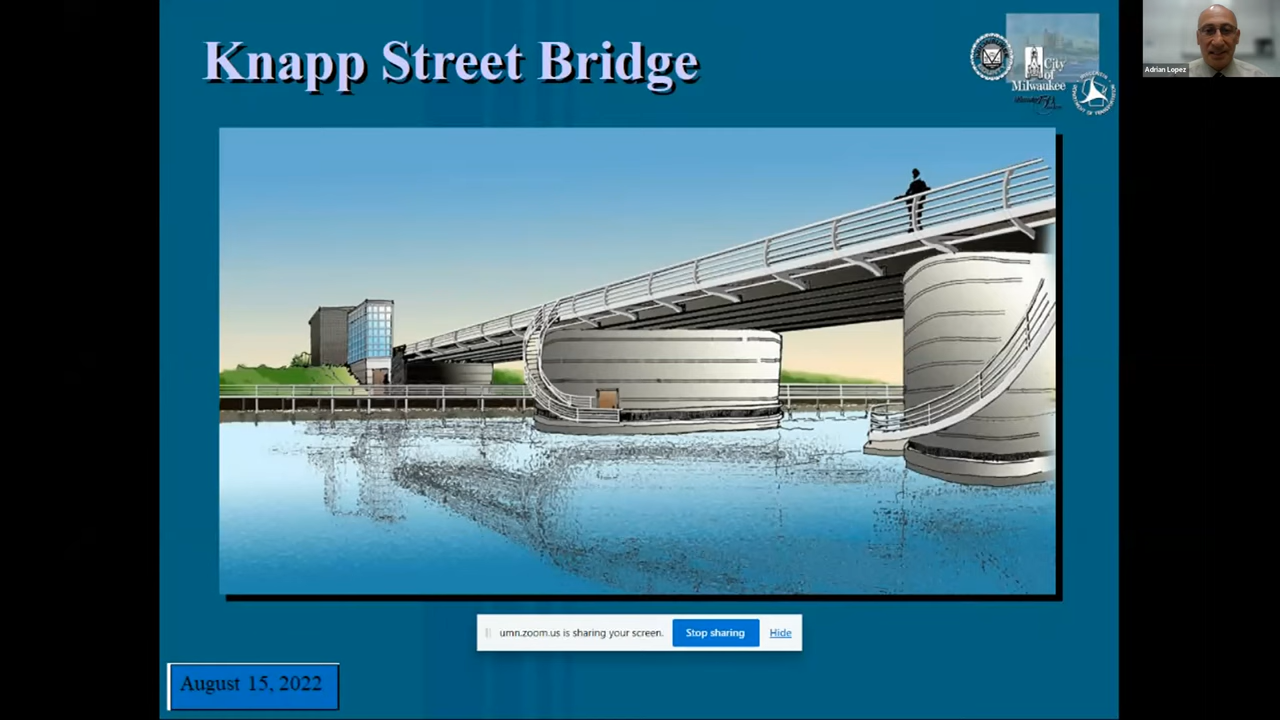 Knapp Street Bridge
City
of
Milwaukee
Adrian Lopez
umn.zoom.us is sharing your screen.
Stop sharing
Hide
August 15, 2022